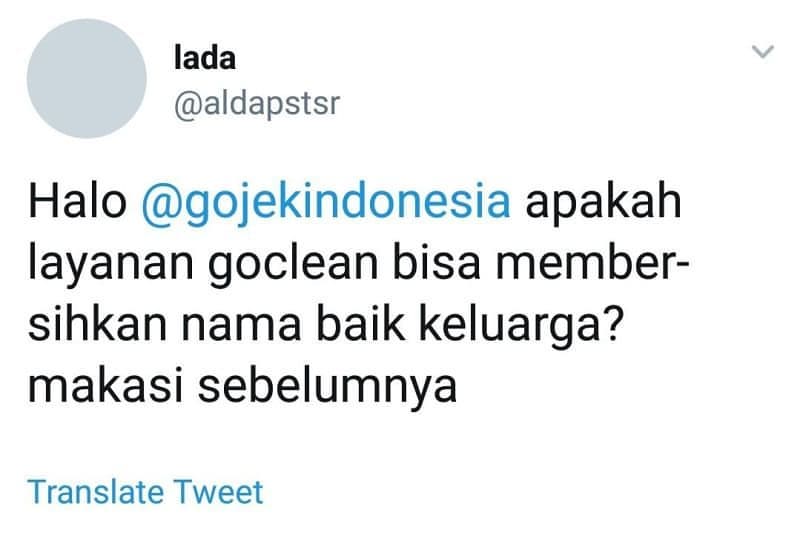 lada
@aldapstsr
Halo @gojekindonesia apakah
layanan goclean bisa member-
sihkan nama baik keluarga?
makasi sebelumnya
Translate Tweet